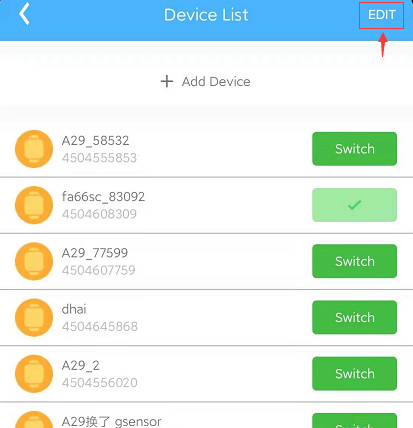 Device List
EDIT
+ Add Device
A29_58532
4504555853
Switch
fa66sc_83092
4504608309
A29_77599
4504607759
Switch
dhai
4504645868
Switch
A29_2
4504556020
Switch
A29换了 gsensor
Switch